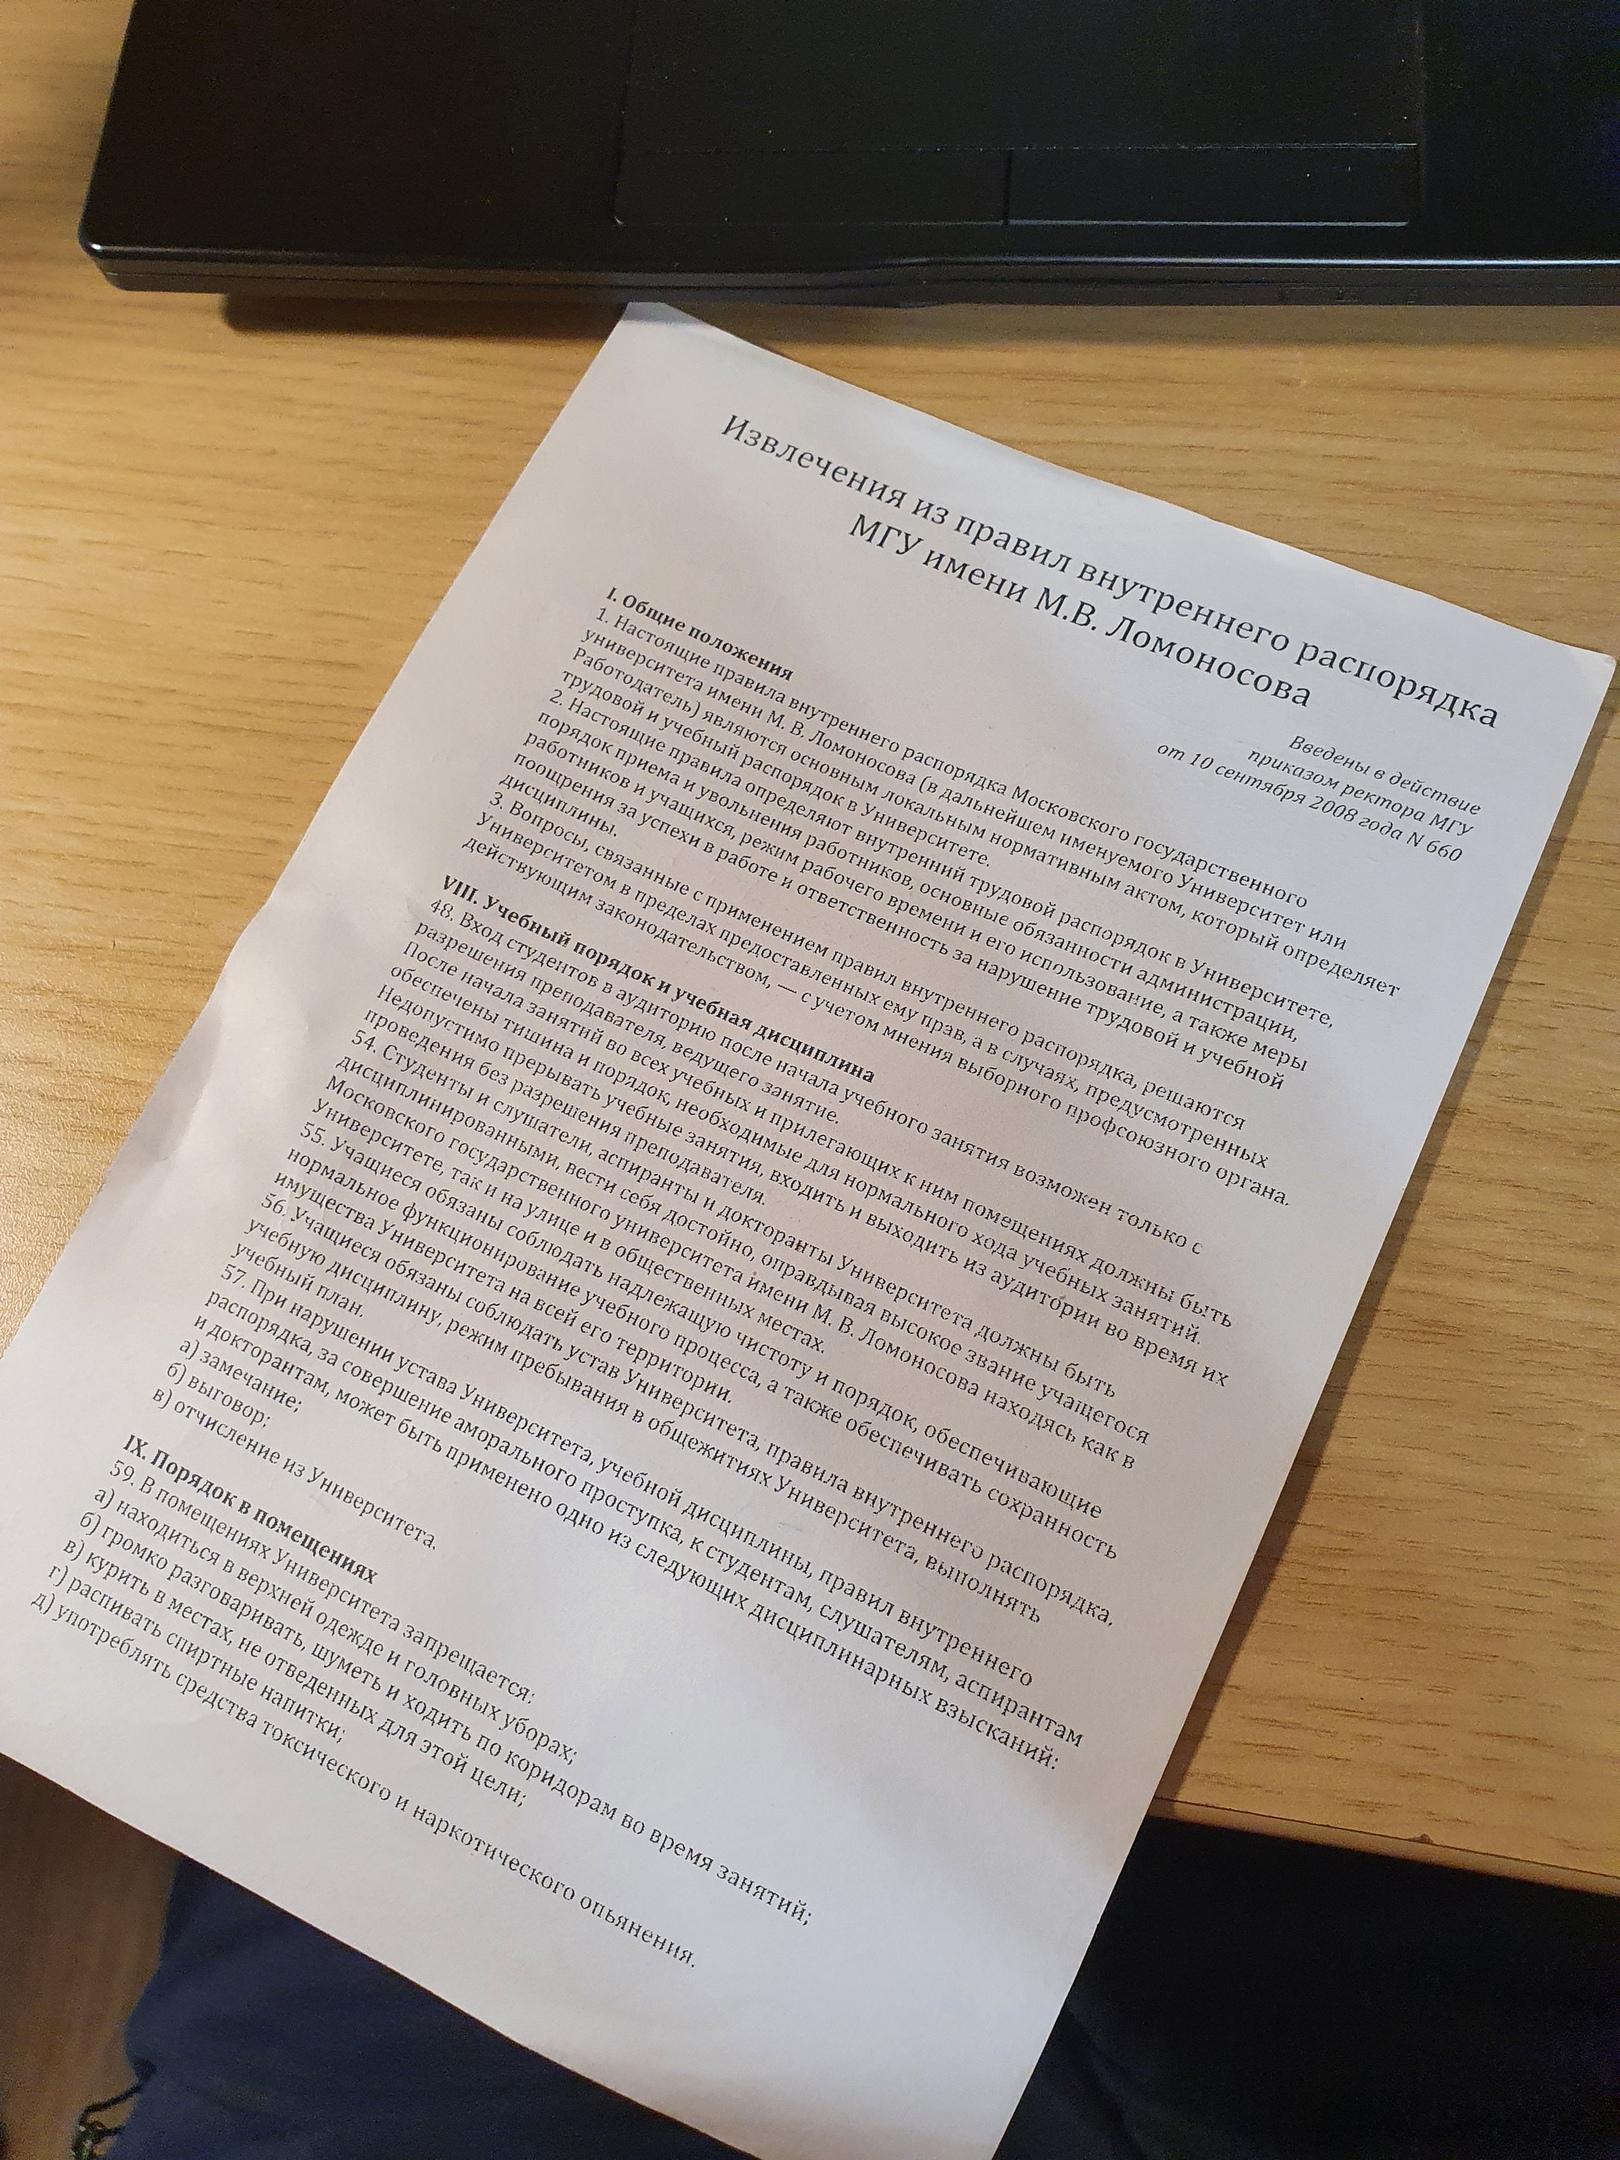 Извлечения из правил внутреннего распорядка
МГУ имени М.В. Ломоносова
Введены в действие
приказом ректора МГУ
от 10 сентября 2008 года N 660
I. Общие положения
1. Настоящие правила внутреннего распорядка Московского государственного
университета имени М. В. Ломоносова (в дальнейшем именуемого Университет или
Работодатель) являются основным локальным нормативным актом, который определяет
трудовой и учебный распорядок в Университете.
2. Настоящие правила определяют внутренний трудовой распорядок в Университете,
порядок приема и увольнения работников, основные обязанности администрации,
работников и учащихся, режим рабочего времени и его использование, а также меры
поощрения за успехи в работе и ответственность за нарушение трудовой и учебной
дисциплины.
3. Вопросы, связанные с применением правил внутреннего распорядка, решаются
Университетом в пределах предоставленных ему прав, а в случаях, предусмотренных
действующим законодательством, — с учетом мнения выборного профсоюзного органа.
VIII. Учебный порядок и учебная дисциплина
48. Вход студентов в аудиторию после начала учебного занятия возможен только с
разрешения преподавателя, ведущего занятие.
После начала занятий во всех учебных и прилегающих к ним помещениях должны быть
обеспечены тишина и порядок, необходимые для нормального хода учебных занятий.
Недопустимо прерывать учебные занятия, входить и выходить из аудитории во время их
проведения без разрешения преподавателя.
54. Студенты и слушатели, аспиранты и докторанты Университета должны быть
дисциплинированными, вести себя достойно, оправдывая высокое звание учащегося
Московского государственного университета имени М. В. Ломоносова находясь как в
Университете, так и на улице и в общественных местах.
55. Учащиеся обязаны соблюдать надлежащую чистоту и порядок, обеспечивающие
нормальное функционирование учебного процесса, а также обеспечивать сохранность
имущества Университета на всей его территории.
56. Учащиеся обязаны соблюдать устав Университета, правила внутреннего распорядка,
учебную дисциплину, режим пребывания в общежитиях Университета, выполнять
учебный план.
57. При нарушении устава Университета, учебной дисциплины, правил внутреннего
распорядка, за совершение аморального проступка, к студентам, слушателям, аспирантам
и докторантам, может быть применено одно из следующих дисциплинарных взысканий:
а) замечание;
б) выговор;
в) отчисление из Университета.
IX. Порядок в помещениях
59. В помещениях Университета запрещается:
а) находиться в верхней одежде и головных уборах;
б) громко разговаривать, шуметь и ходить по коридорам во время занятий;
в) курить в местах, не отведенных для этой цели;
г) распивать спиртные напитки;
д) употреблять средства токсического и наркотического опьянения.